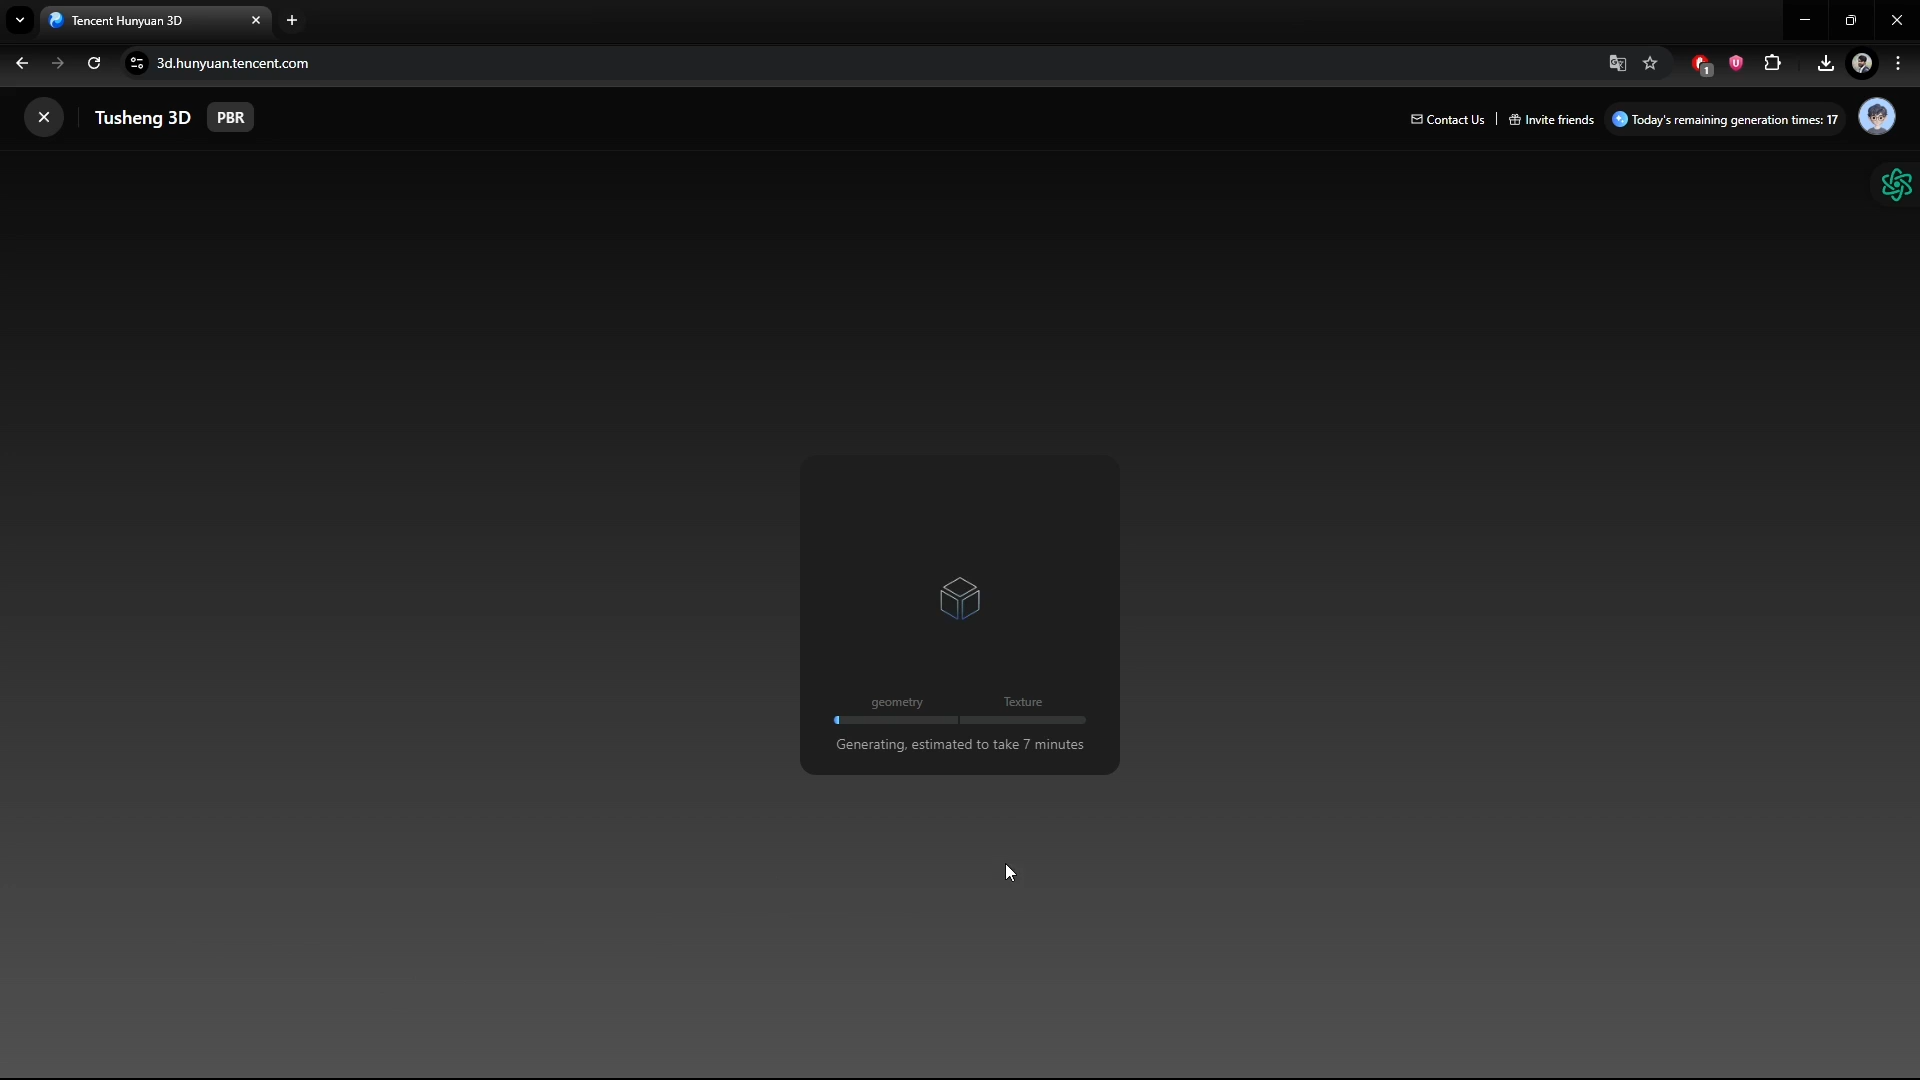 Tencent Hunyuan 3D
3d.hunyuan.tencent.com
1
Tusheng 3D PBR
Contact Us | Invite friends Today's remaining generation times: 17
geometry Texture
Generating, estimated to take 7 minutes